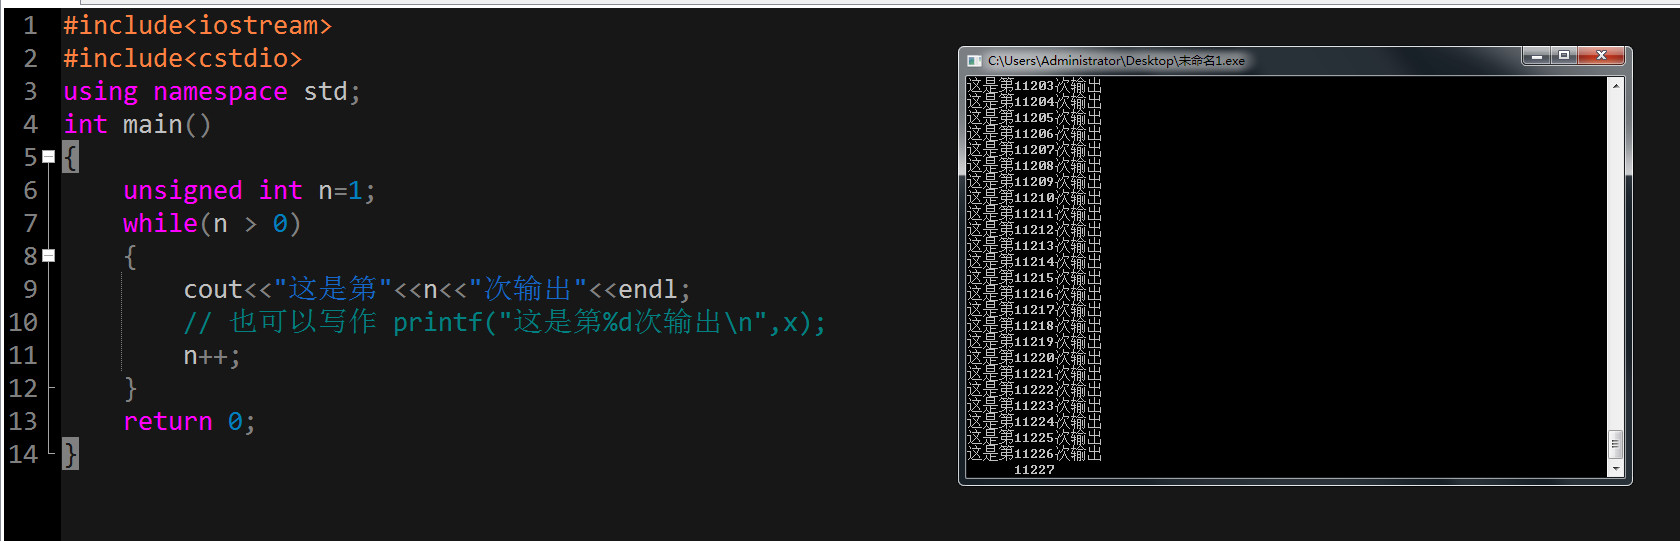 1 #include<iostream>
2 #include<cstdio>
3 using namespace std;
4 int main()
5 {
6 unsigned int n=1;
7 while(n > 0)
8 {
9 cout<<"这是第"<<n<<"次输出"<<endl;
10 // 也可以写作 printf("这是第%d次输出\n",x);
11 n++;
12 }
13 return 0;
14 }
C:\Users\Administrator\Desktop\未命名1.exe
这是第11203次输出
这是第11204次输出
这是第11205次输出
这是第11206次输出
这是第11207次输出
这是第11208次输出
这是第11209次输出
这是第11210次输出
这是第11211次输出
这是第11212次输出
这是第11213次输出
这是第11214次输出
这是第11215次输出
这是第11216次输出
这是第11217次输出
这是第11218次输出
这是第11219次输出
这是第11220次输出
这是第11221次输出
这是第11222次输出
这是第11223次输出
这是第11224次输出
这是第11225次输出
这是第11226次输出
11227